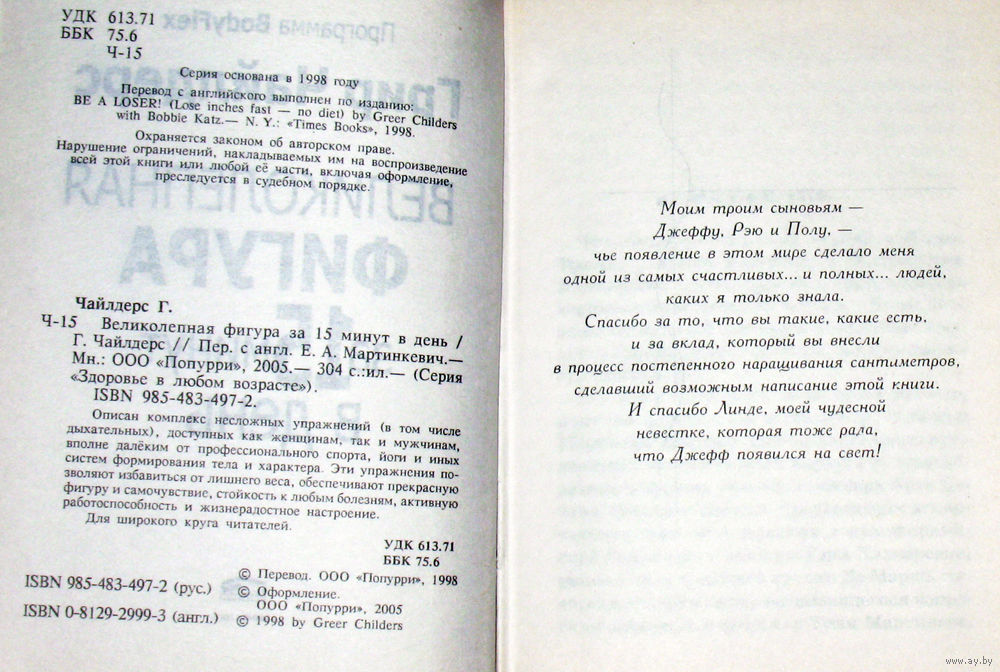 УДК 613.71
ББК 75.6
Ч-15
Серия основана в 1998 году
Перевод с английского выполнен по изданию:
BE A LOSER! (Lose inches fast — no diet) by Greer Childers
with Bobbie Katz.— N. Y.: «Times Books», 1998.
Охраняется законом об авторском праве.
Нарушение ограничений, накладываемых им на воспроизведение
всей этой книги или любой её части, включая оформление,
преследуется в судебном порядке.
Чайлдерс Г.
Ч-15 Великолепная фигура за 15 минут в день /
Г. Чайлдерс // Пер. с англ. Е. А. Мартинкевич.—
Мн.: ООО «Попурри», 2005.— 304 с.:ил.— (Серия
«Здоровье в любом возрасте»).
ISBN 985-483-497-2.
Описан комплекс несложных упражнений (в том числе
дыхательных), доступных как женщинам, так и мужчинам,
вполне далёким от профессионального спорта, йоги и иных
систем формирования тела и характера. Эти упражнения по-
зволяют избавиться от лишнего веса, обеспечивают прекрасную
фигуру и самочувствие, стойкость к любым болезням, активную
работоспособность и жизнерадостное настроение.
Для широкого круга читателей.
УДК 613.71
ББК 75.6
ISBN 985-483-497-2 (рус.)
ISBN 0-8129-2999-3 (англ.)
© Перевод. ООО «Попурри», 1998
© Оформление.
ООО «Попурри», 2005
© 1998 by Greer Childers
Моим троим сыновьям —
Джеффу, Рэю и Полу, —
чье появление в этом мире сделало меня
одной из самых счастливых... и полных... людей,
каких я только знала.
Спасибо за то, что вы такие, какие есть,
и за вклад, который вы внесли
в процесс постепенного наращивания сантиметров,
сделавший возможным написание этой книги.
И спасибо Линде, моей чудесной
невестке, которая тоже рала,
что Джефф появился на свет!
www.ay.by